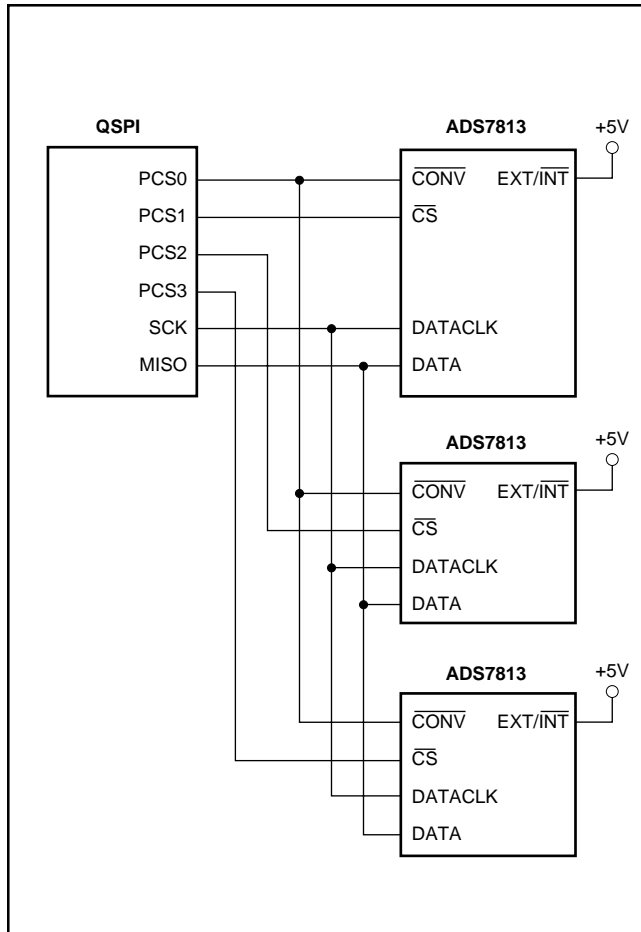 QSPI
PCS0
PCS1
PCS2
PCS3
SCK
MISO
ADS7813
+5V
CONV EXT/INT
CS
DATACLK
DATA
ADS7813
+5V
CONV EXT/INT
CS
DATACLK
DATA
ADS7813
+5V
CONV EXT/INT
CS
DATACLK
DATA